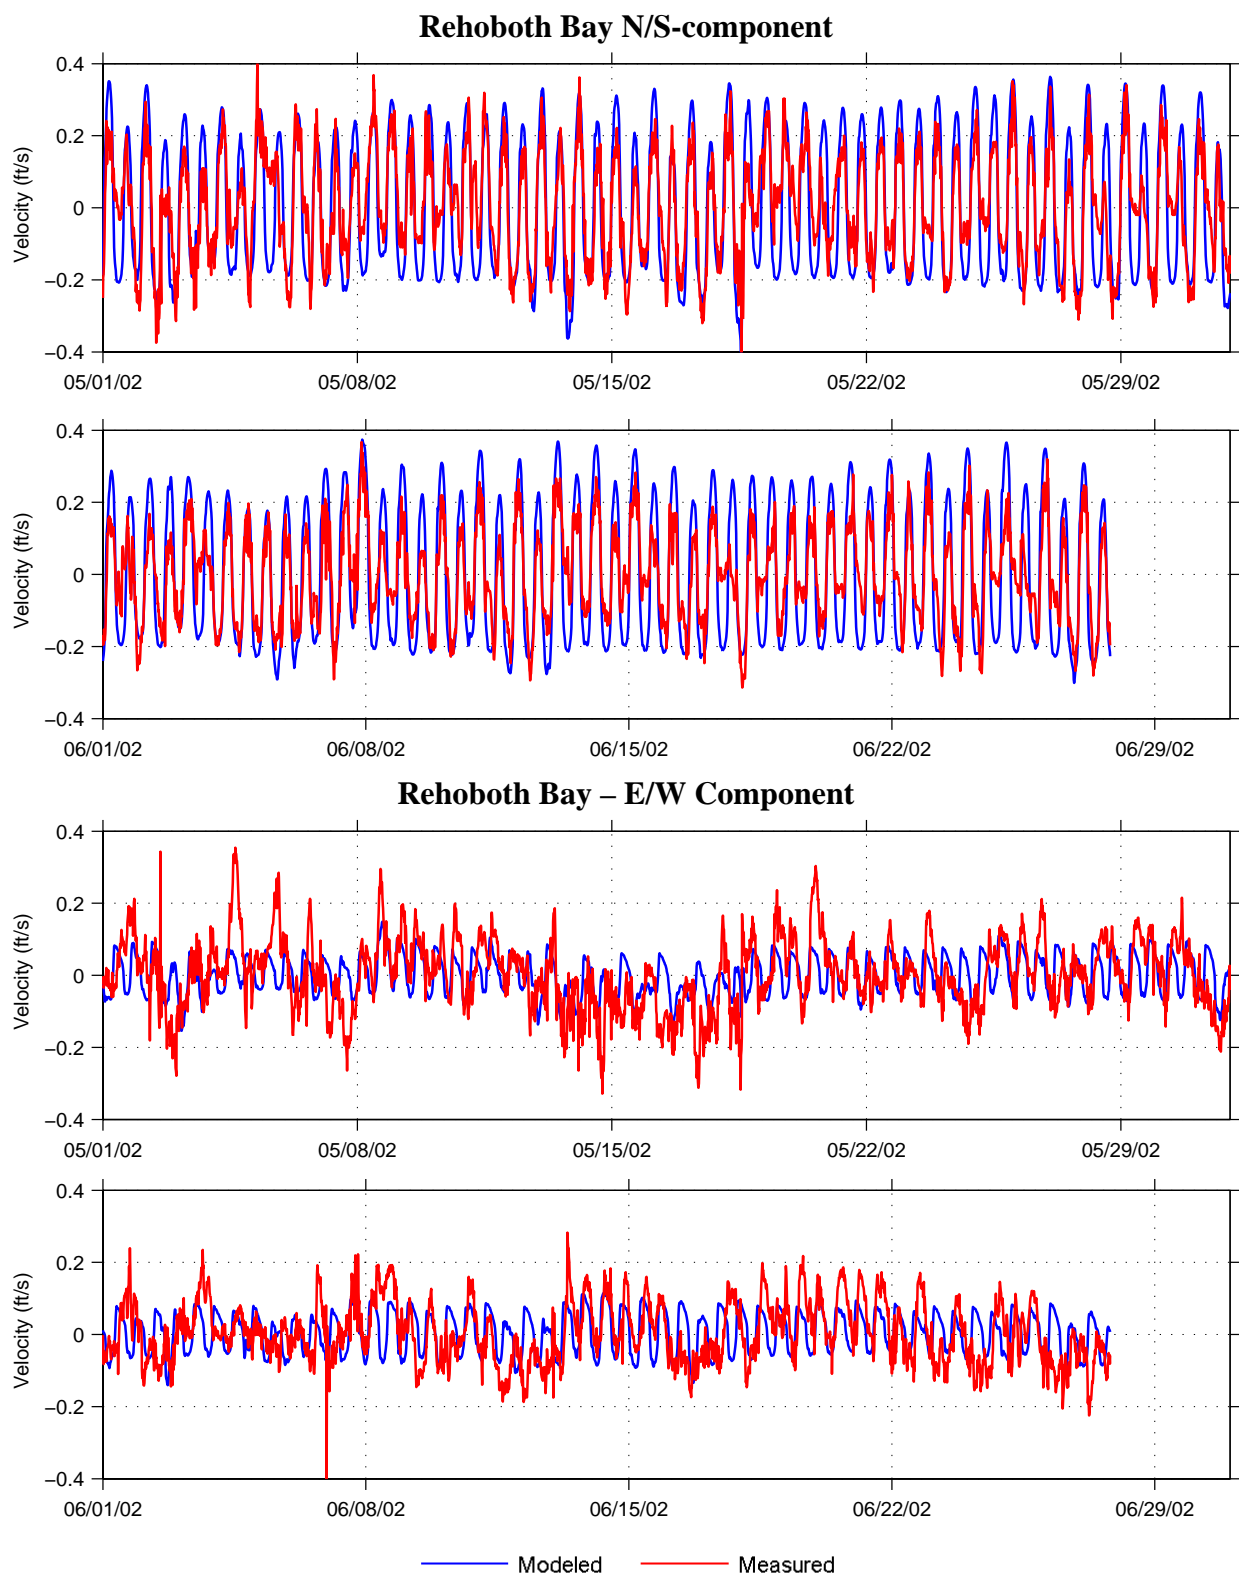 Rehoboth Bay N/S-component
0.4
0.2
0
−0.2
−0.4
Velocity (ft/s)
05/01/02 05/08/02 05/15/02 05/22/02 05/29/02
0.4
0.2
0
−0.2
−0.4
Velocity (ft/s)
06/01/02 06/08/02 06/15/02 06/22/02 06/29/02
Rehoboth Bay – E/W Component
0.4
0.2
0
−0.2
−0.4
Velocity (ft/s)
05/01/02 05/08/02 05/15/02 05/22/02 05/29/02
0.4
0.2
0
−0.2
−0.4
Velocity (ft/s)
06/01/02 06/08/02 06/15/02 06/22/02 06/29/02
Modeled Measured